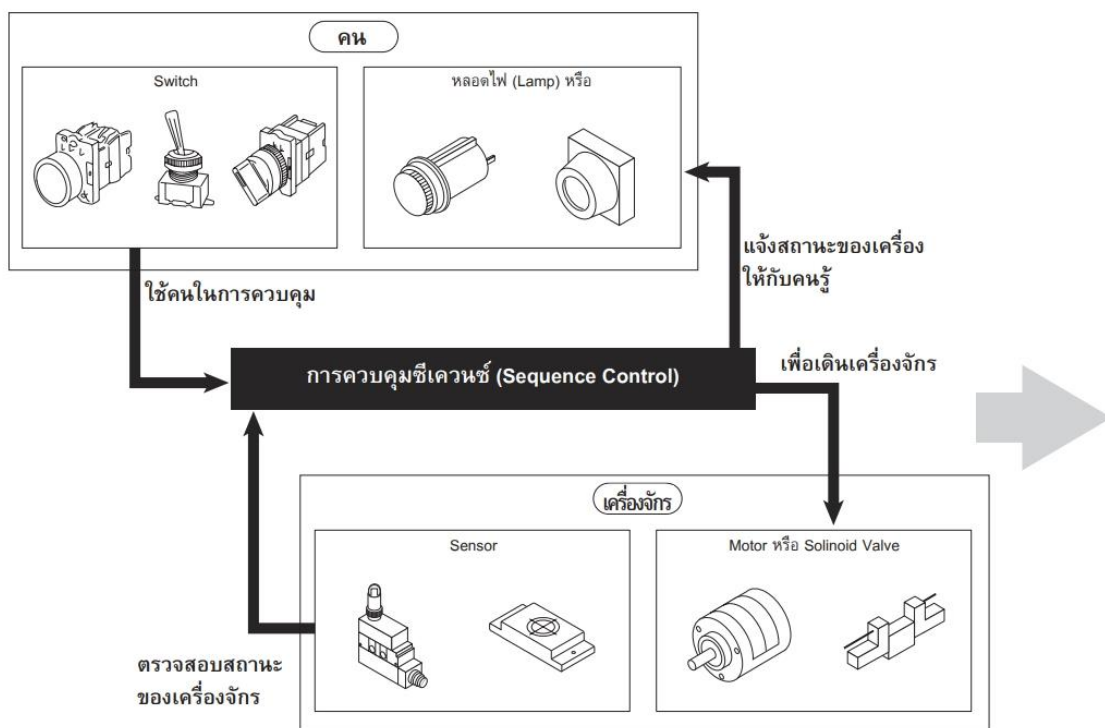 คน
Switch
หลอดไฟ (Lamp) หรือ
ใช้คนในการควบคุม
แจ้งสถานะของเครื่อง
ให้กับคนรู้
การควบคุมซีเควนซ์ (Sequence Control)
เพื่อเดินเครื่องจักร
เครื่องจักร
Sensor
Motor หรือ Solinoid Valve
ตรวจสอบสถานะ
ของเครื่องจักร